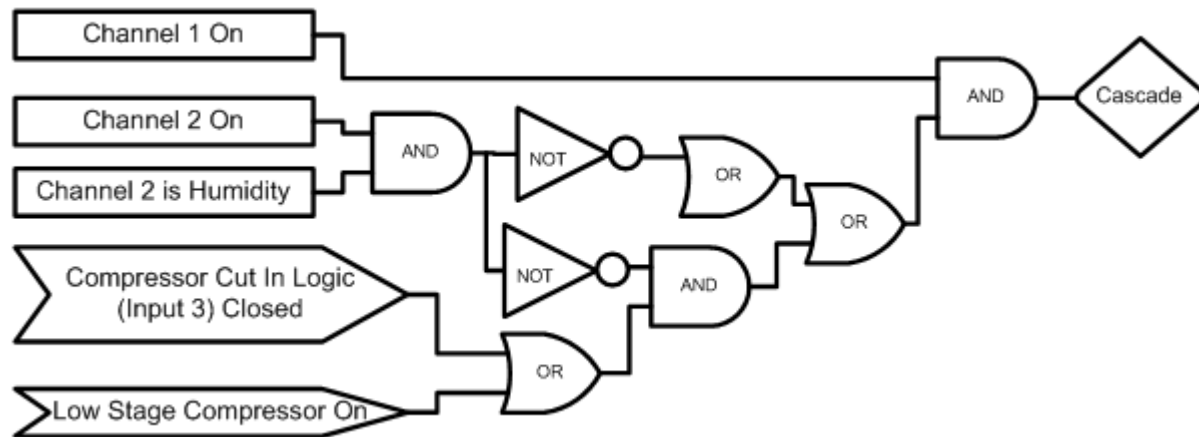 Channel 1 On
AND
Cascade
Channel 2 On
AND
NOT
OR
Channel 2 is Humidity
OR
Compressor Cut In Logic
(Input 3) Closed
NOT
AND
OR
Low Stage Compressor On